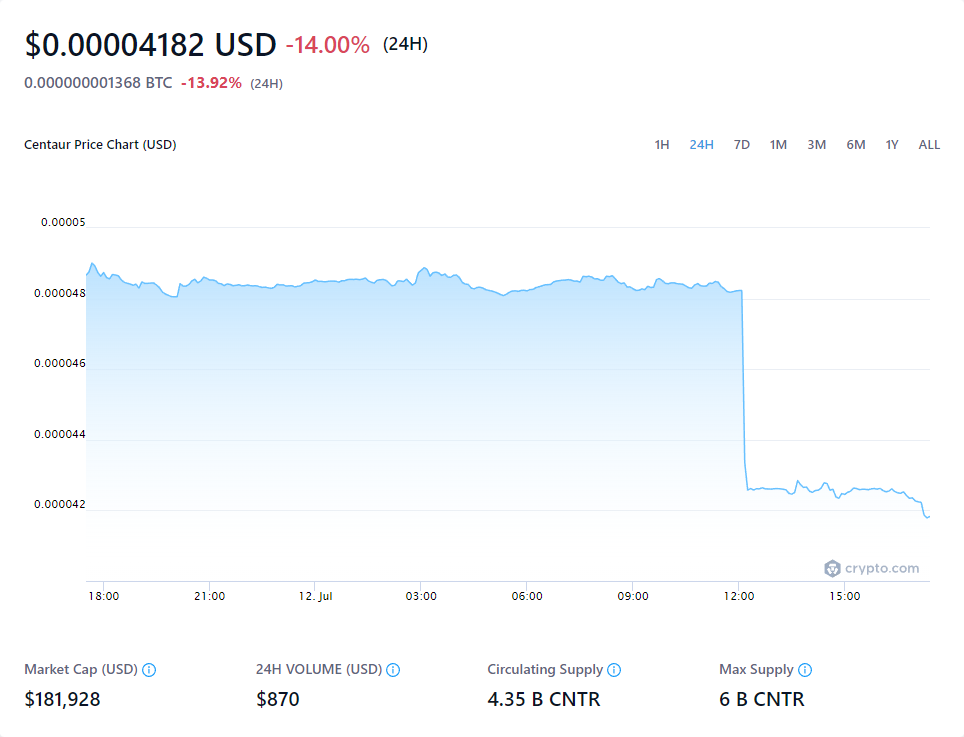 $0.00004182 USD -14.00% (24H)
0.000000001368 BTC -13.92% (24H)
Centaur Price Chart (USD) 1H 24H 7D 1M 3M 6M 1Y ALL
0.00005
0.000048
0.000046
0.000044
0.000042
crypto.com
18:00 21:00 12. Jul 03:00 06:00 09:00 12:00 15:00
Market Cap (USD) 24H VOLUME (USD) Circulating Supply Max Supply
$181,928 $870 4.35 B CNTR 6 B CNTR